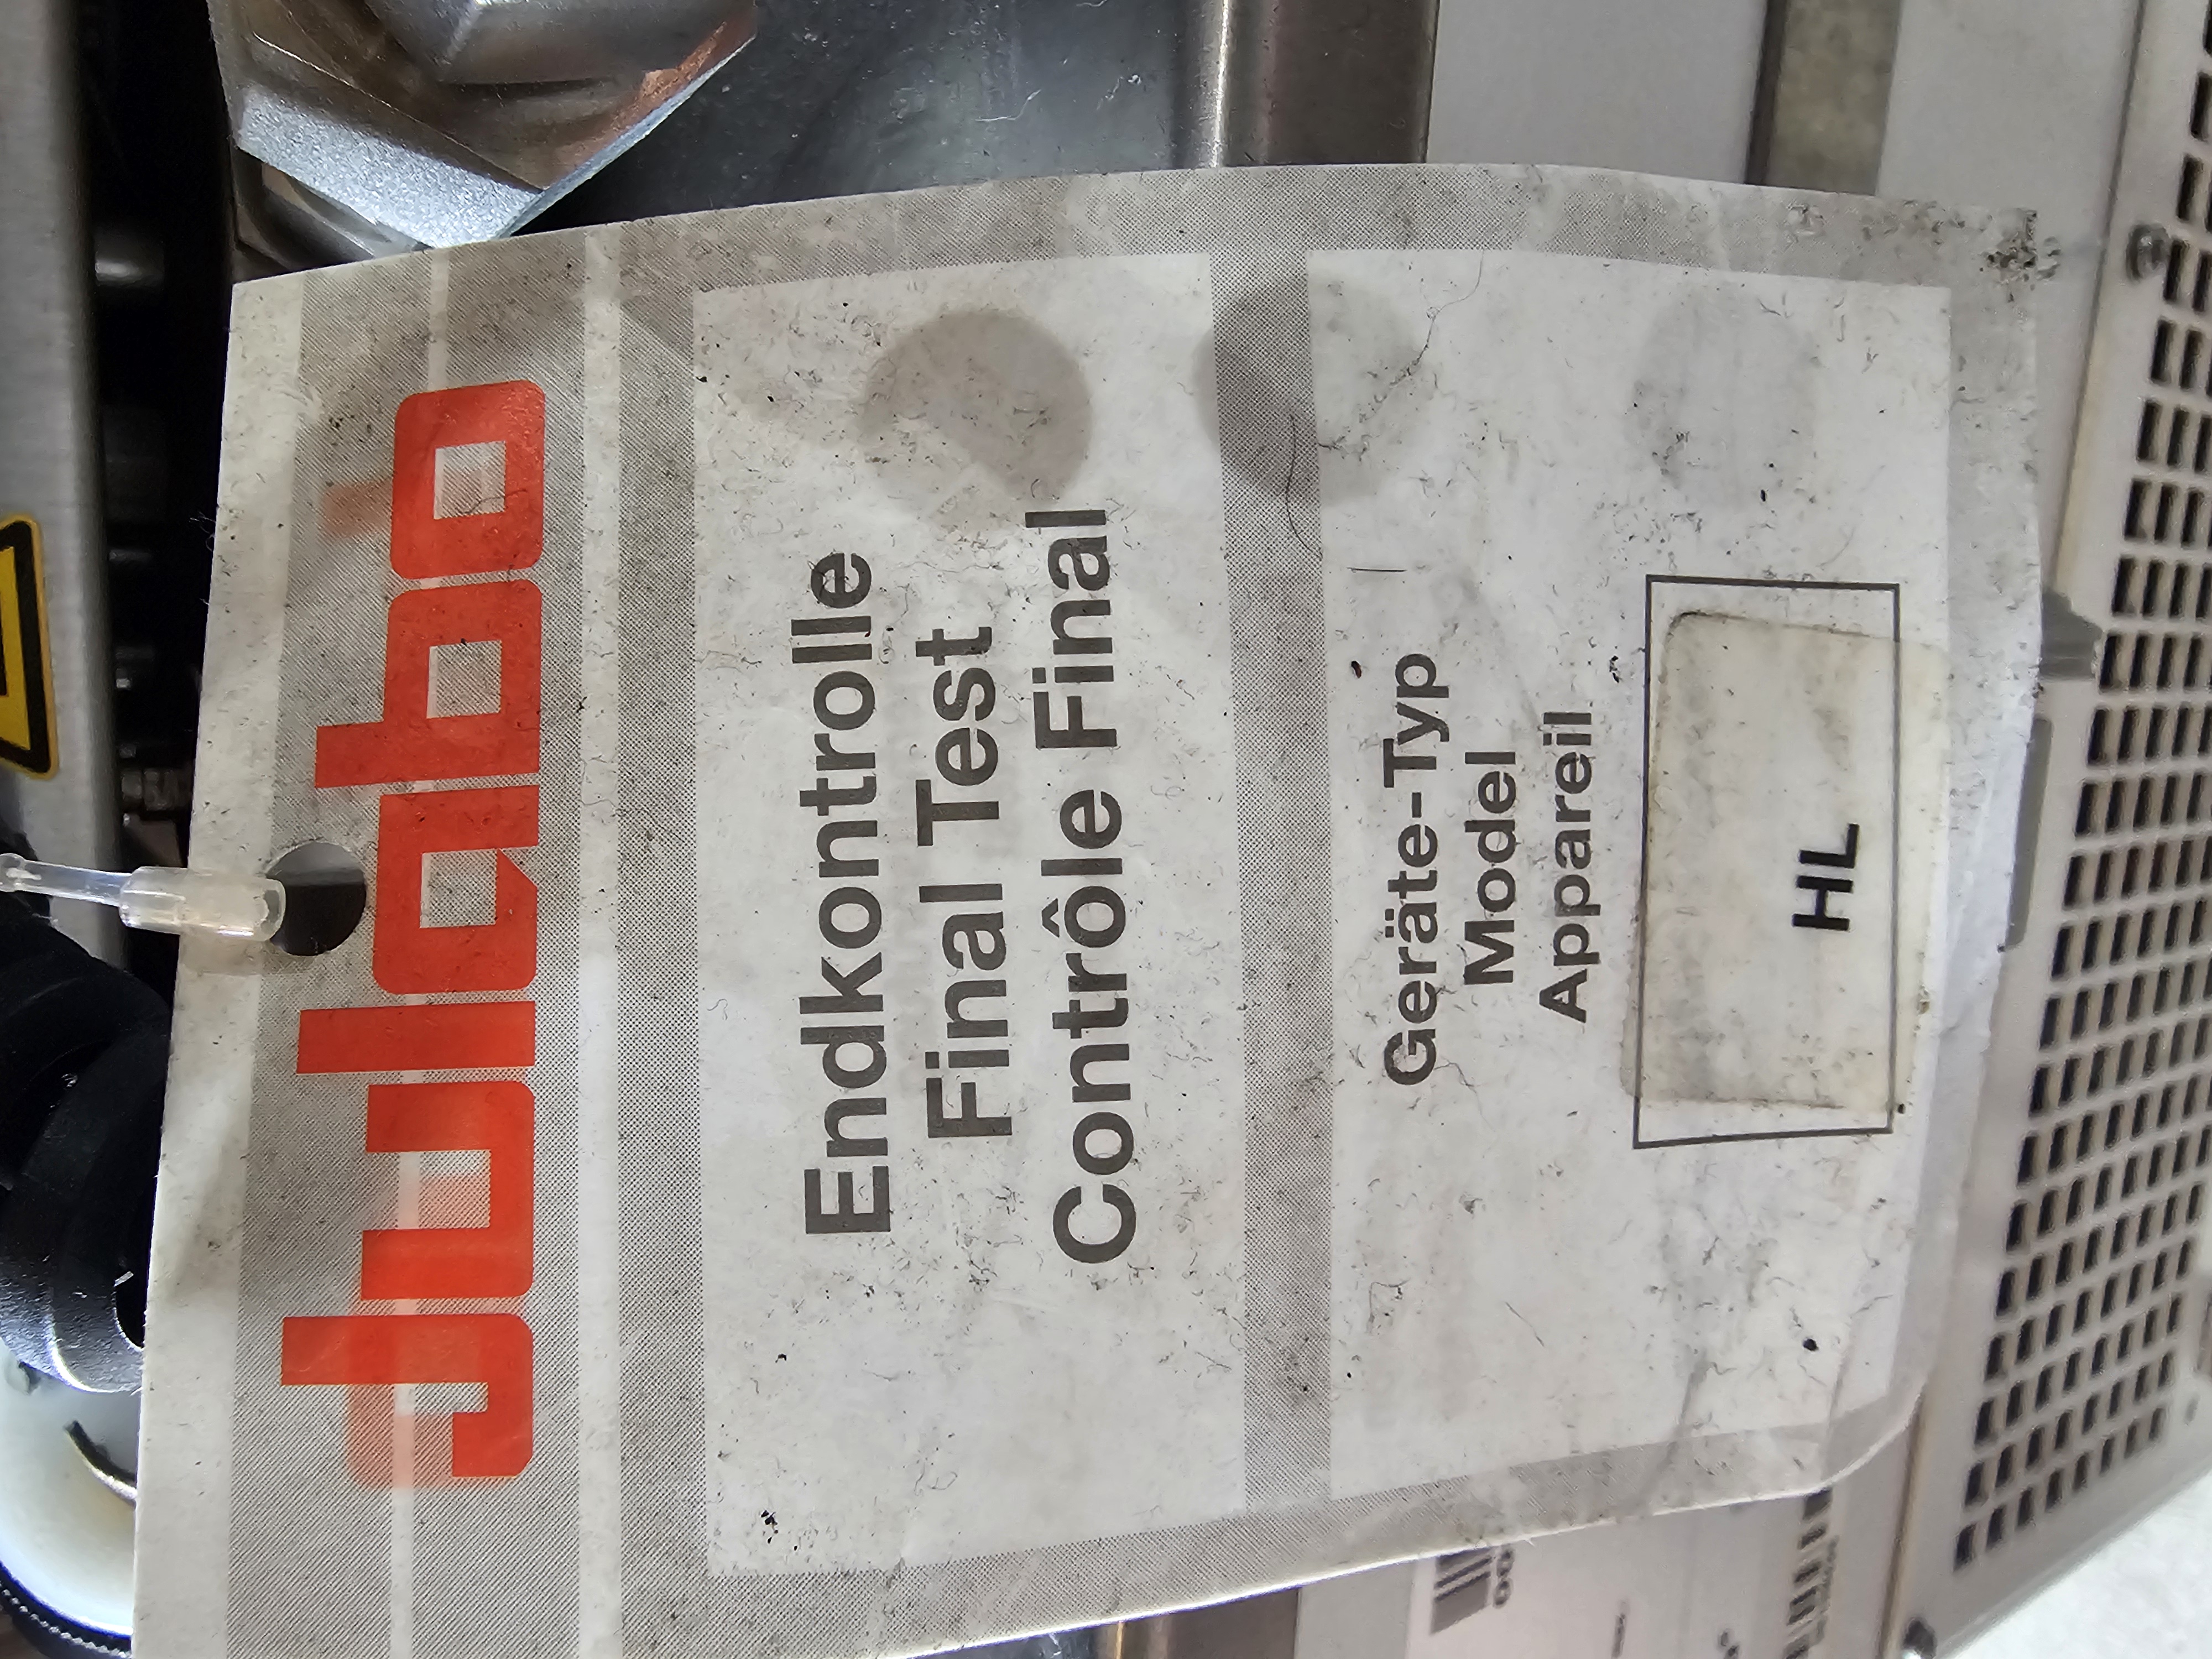 Julabo
Endkontrolle
Final Test
Contrôle Final
Geräte-Typ
Model
Appareil
HL